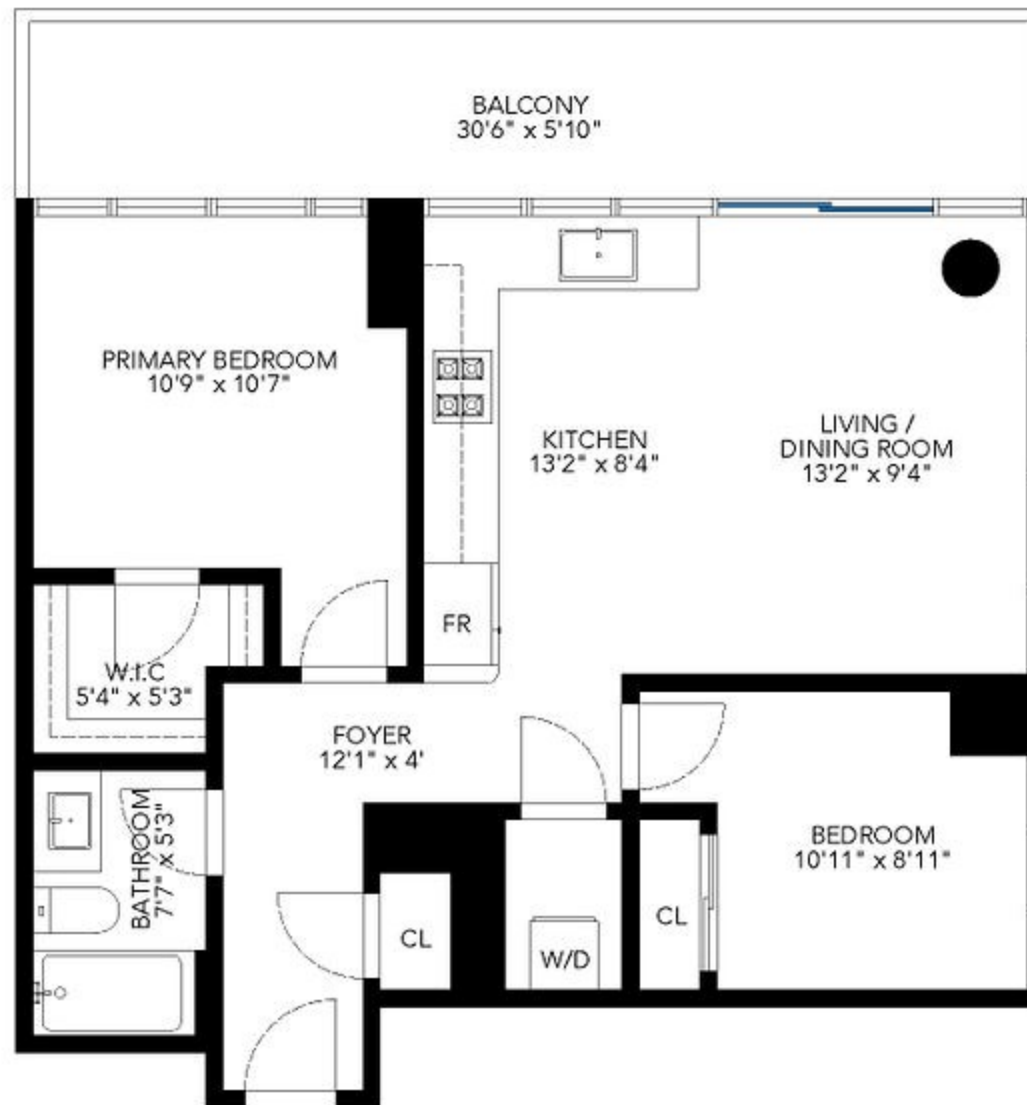 BALCONY
30'6" x 5'10"
PRIMARY BEDROOM
10'9" x 10'7"
KITCHEN
13'2" x 8'4"
LIVING /
DINING ROOM
13'2" x 9'4"
FR
W.I.C
5'4" x 5'3"
FOYER
12'1" x 4'
BATHROOM
7'7" x 5'3"
BEDROOM
10'11" x 8'11"
CL
W/D
CL